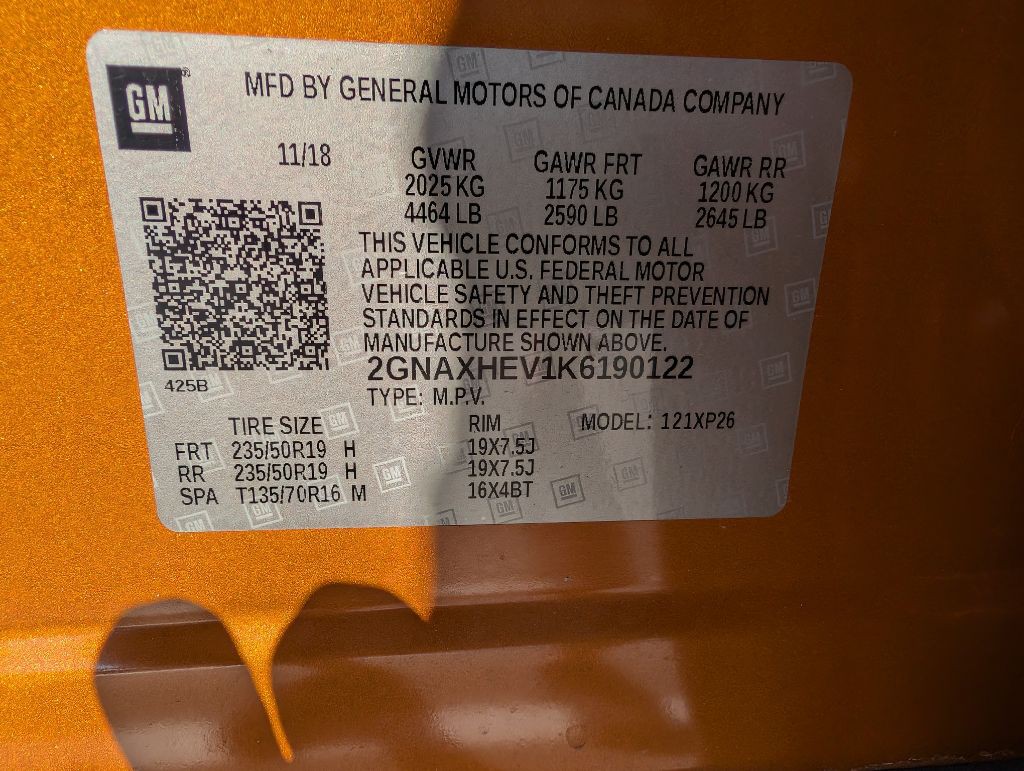 GM®
MFD BY GENERAL MOTORS OF CANADA COMPANY
11/18 GVWR GAWR FRT GAWR RR
2025 KG 1175 KG 1200 KG
4464 LB 2590 LB 2645 LB
THIS VEHICLE CONFORMS TO ALL
APPLICABLE U.S. FEDERAL MOTOR
VEHICLE SAFETY AND THEFT PREVENTION
STANDARDS IN EFFECT ON THE DATE OF
MANUFACTURE SHOWN ABOVE.
2GNAXHEV1K6190122
425B
TYPE: M.P.V.
TIRE SIZE RIM MODEL: 121XP26
FRT 235/50R19 H 19X7.5J
RR 235/50R19 H 19X7.5J
SPA T135/70R16 M 16X4BT